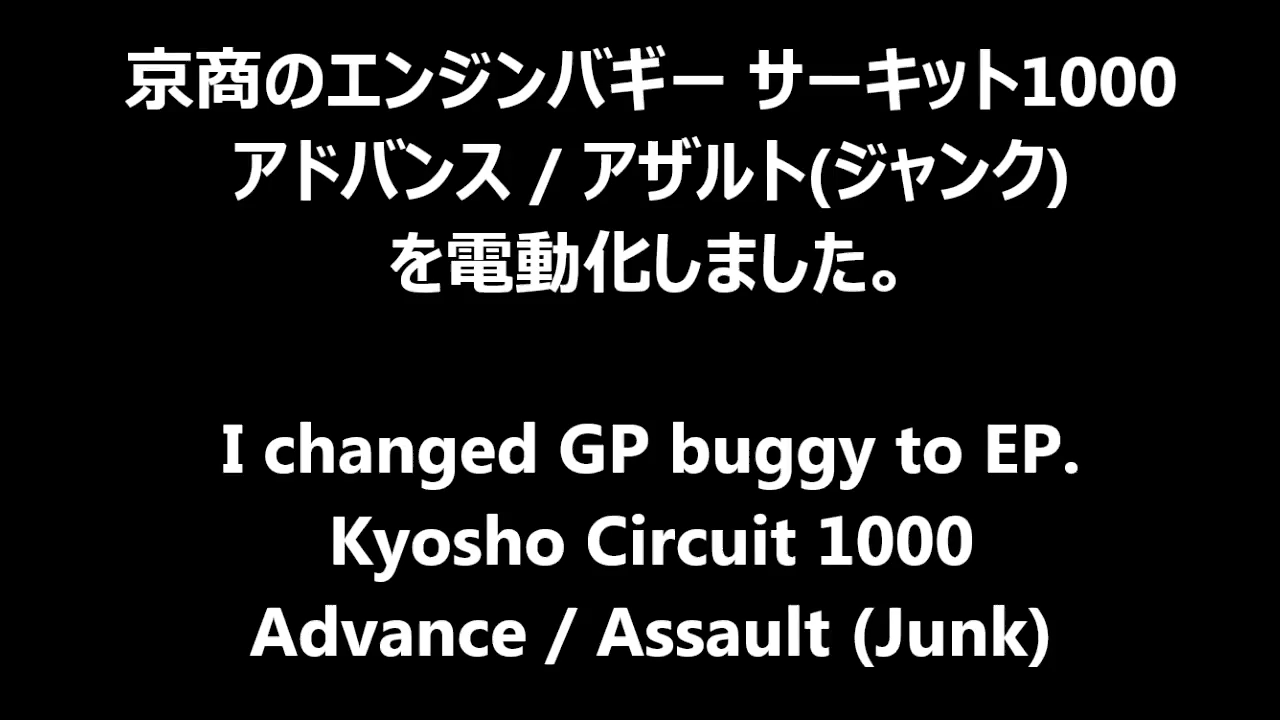 京商のエンジンバギー サーキット1000
アドバンス / アザルト(ジャンク)
を電動化しました。
I changed GP buggy to EP.
Kyosho Circuit 1000
Advance / Assault (Junk)